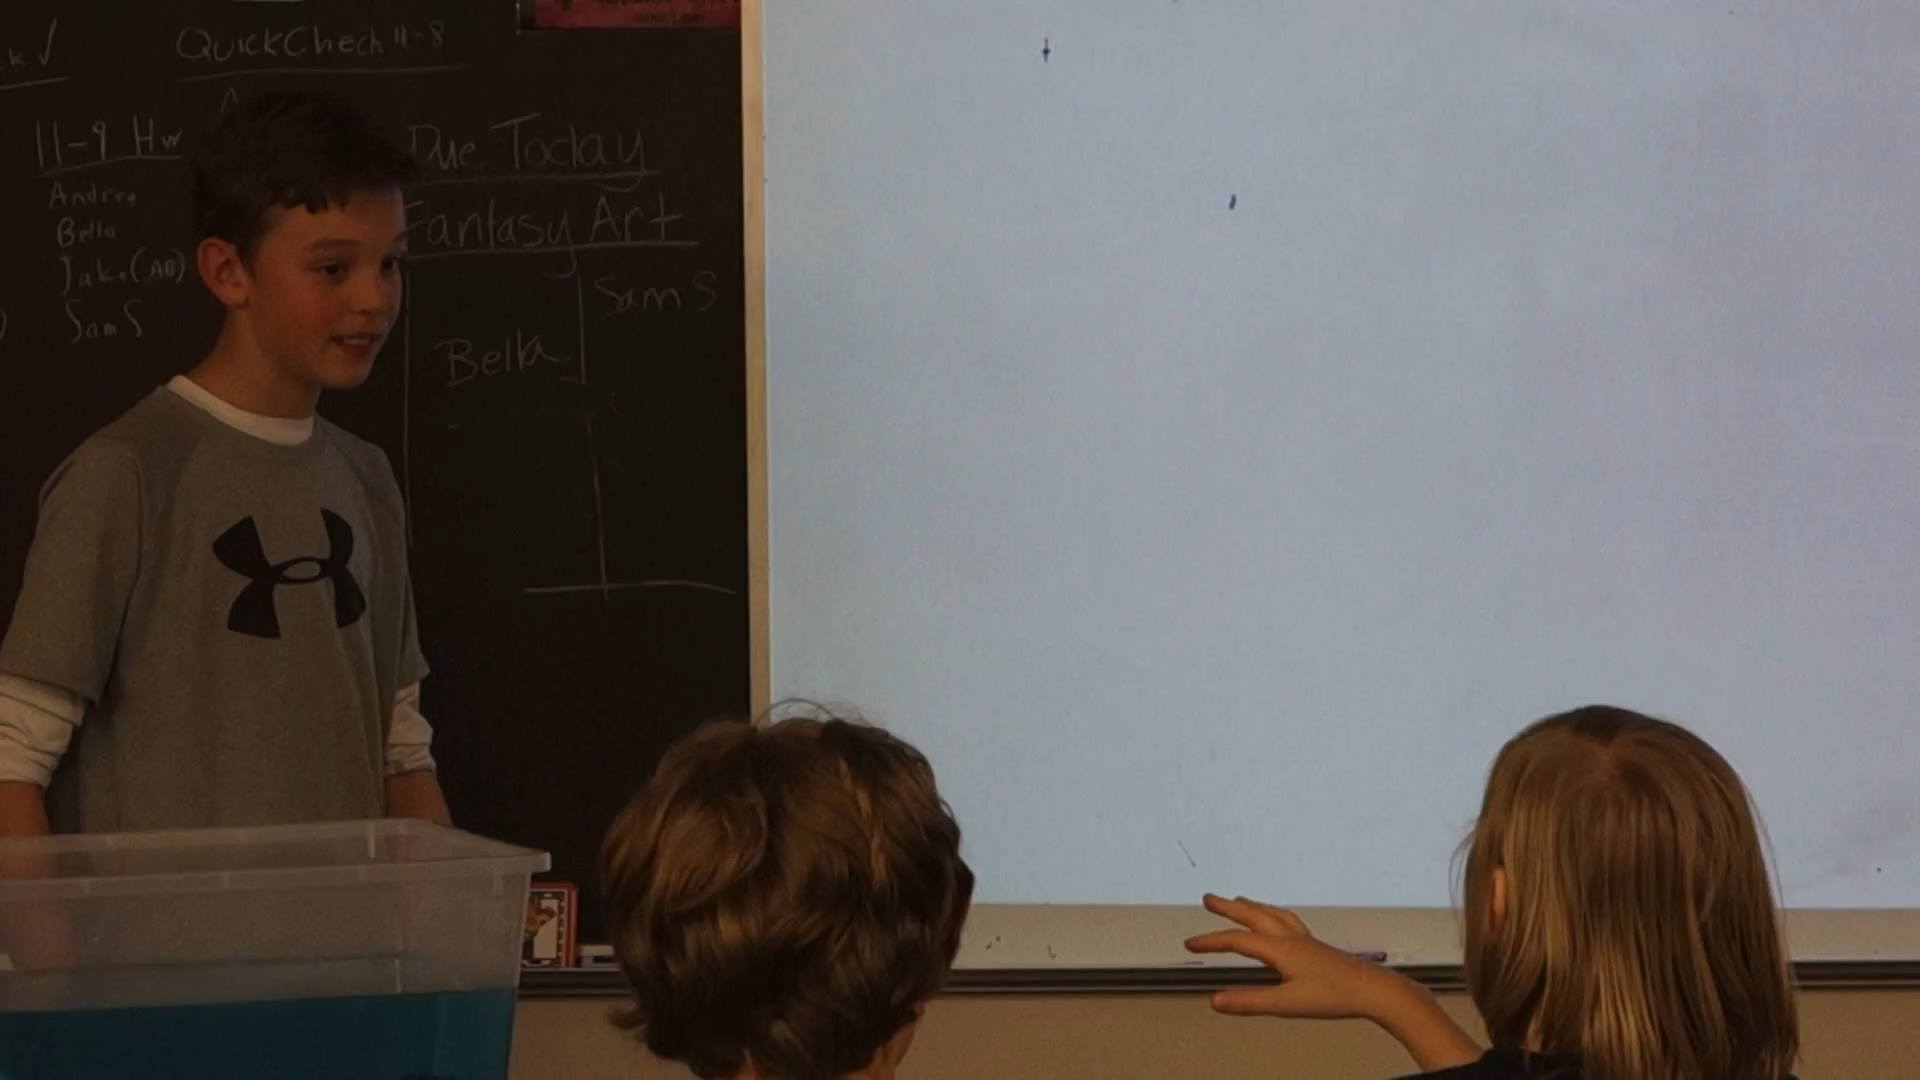 k ✓
QuickCheck 11-8
11-9 Hw
Andrea
Bella
Jake (All)
Sam S
Due Today
Fantasy Art
Sam S
Bella